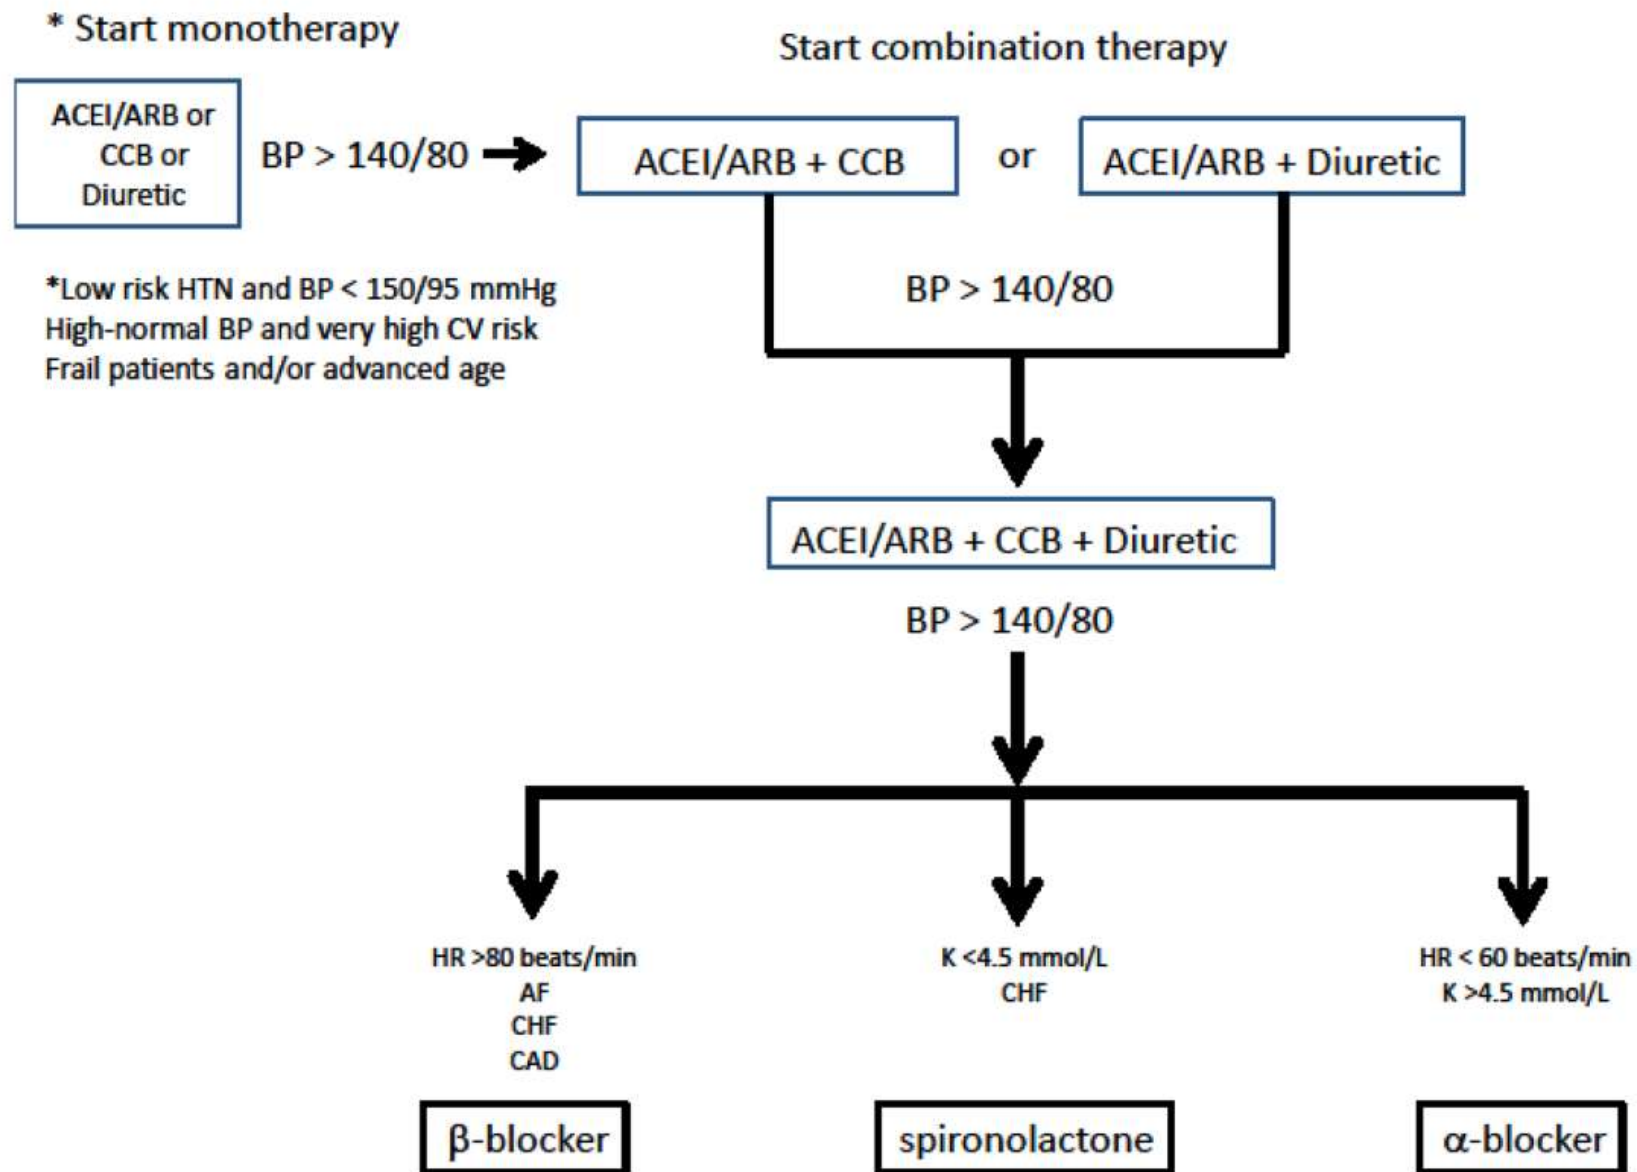 * Start monotherapy
Start combination therapy
ACEI/ARB or
CCB or
Diuretic
BP > 140/80
ACEI/ARB + CCB
or
ACEI/ARB + Diuretic
*Low risk HTN and BP < 150/95 mmHg
High-normal BP and very high CV risk
Frail patients and/or advanced age
BP > 140/80
ACEI/ARB + CCB + Diuretic
BP > 140/80
HR >80 beats/min
AF
CHF
CAD
β-blocker
K <4.5 mmol/L
CHF
spironolactone
HR < 60 beats/min
K >4.5 mmol/L
α-blocker